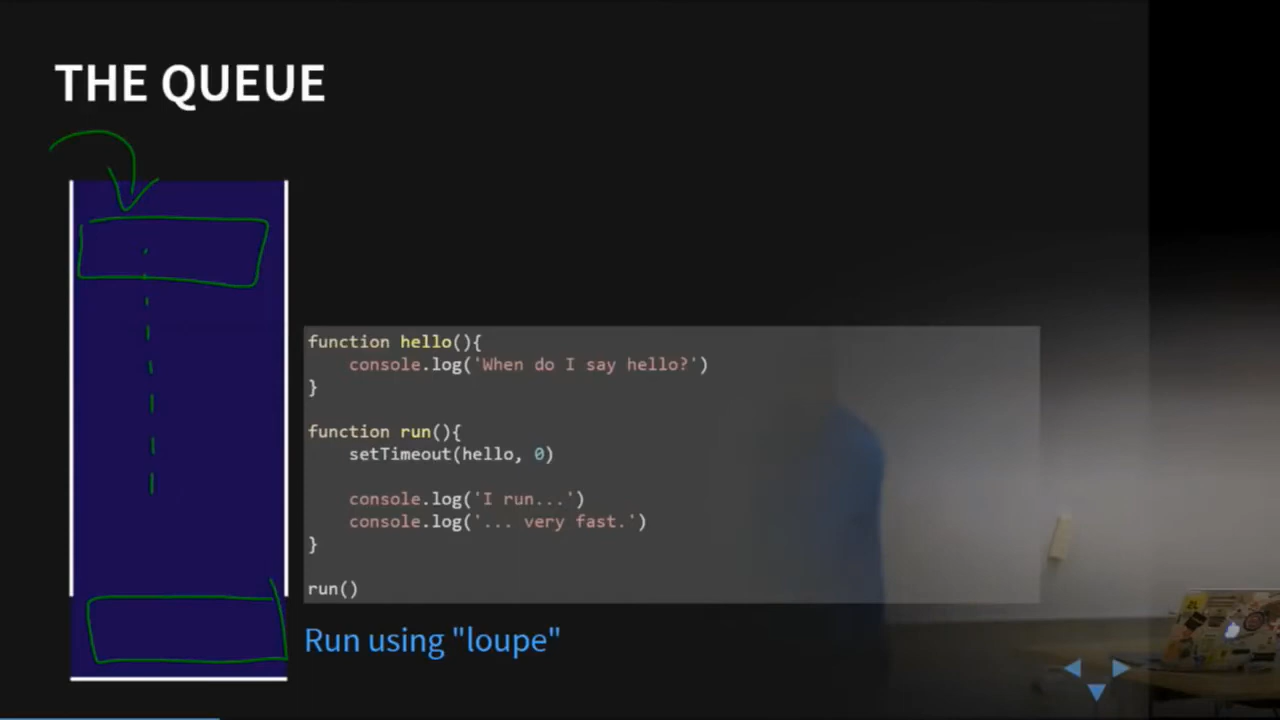 THE QUEUE
function hello(){
    console.log('When do I say hello?')
}
function run(){
    setTimeout(hello, 0)
    console.log('I run...')
    console.log('... very fast.')
}
run()
Run using "loupe"